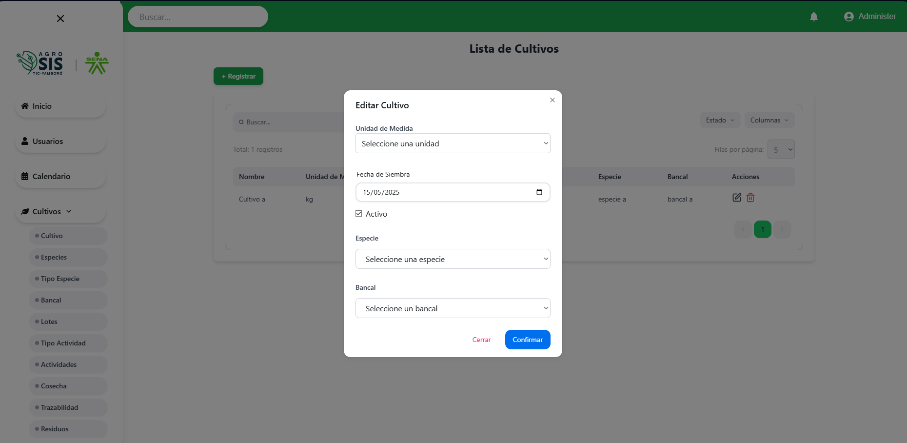 Buscar...
Administer
AGRO
SIS
SENA
Lista de Cultivos
+ Registrar
Inicio
Usuarios
Calendario
Cultivos
Cultivo
Especies
Tipo Especie
Bancal
Lotes
Tipo Actividad
Actividades
Cosecha
Trazabilidad
Residuos
Buscar...
Estado
Columnas
Total: 1 registros
Filas por página: 5
Nombre Unidad de M Especie Bancal Acciones
Cultivo a kg especie a bancal a
1
Editar Cultivo
Unidad de Medida
Seleccione una unidad
Fecha de Siembra
15/05/2025
Activo
Especie
Seleccione una especie
Bancal
Seleccione un bancal
Cerrar
Confirmar